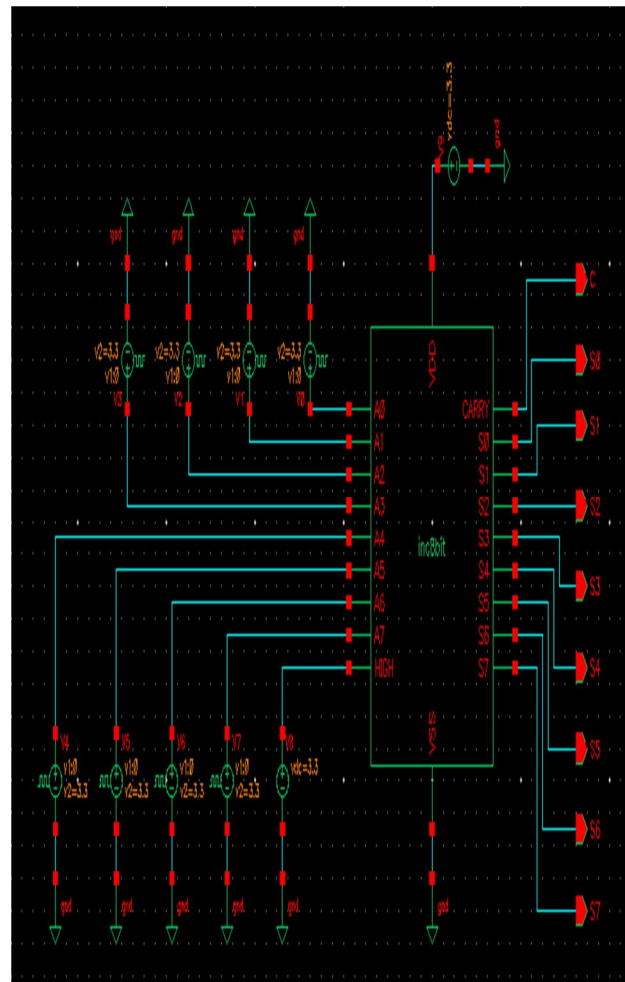 vdc=3.3
V9
gnd
gnd gnd gnd gnd
v2=3.3 v2=3.3 v2=3.3 v2=3.3
v1:0 v1:0 v1:0 v1:0
V3 V2 V1 V0
VDD
C
A0 CARRY
S0
A1 S0
S1
A2 S1
A3 S2
S2
A4 S3
inc8bit
A5 S4
S3
A6 S5
A7 S6
HIGH S7
S4
VSS
V4 V5 V6 V7 V8
S5
v1:0 v1:0 v1:0 v1:0 vdc=3.3
v2=3.3 v2=3.3 v2=3.3 v2=3.3
S6
gnd gnd gnd gnd gnd gnd
S7